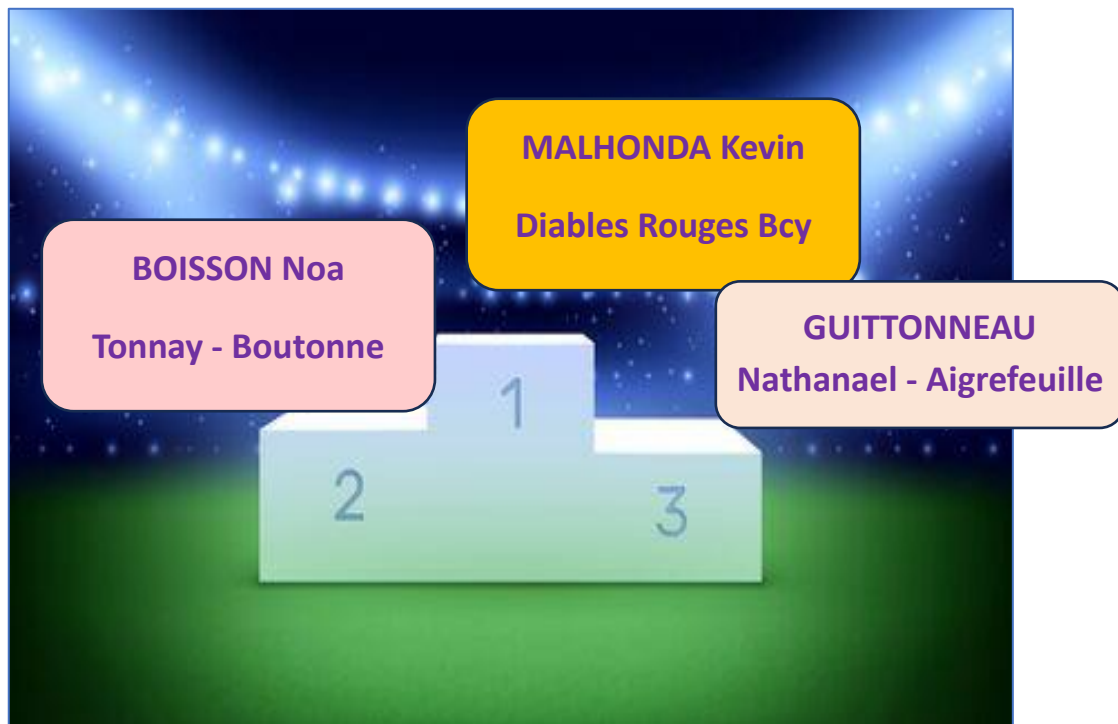 MALHONDA Kevin
Diables Rouges Bcy
BOISSON Noa
Tonnay - Boutonne
GUITTONNEAU
Nathanael - Aigrefeuille
1
2
3